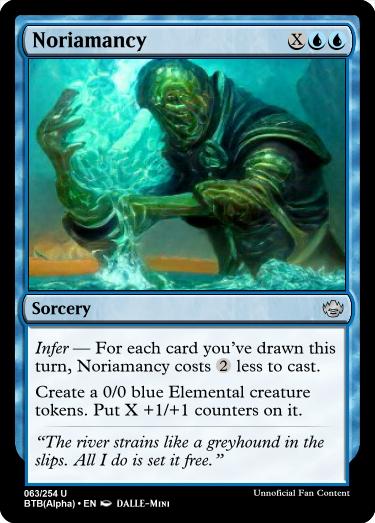 Noriamancy X
Sorcery
Infer — For each card you've drawn this
turn, Noriamancy costs 2 less to cast.
Create a 0/0 blue Elemental creature
tokens. Put X +1/+1 counters on it.
“The river strains like a greyhound in the
slips. All I do is set it free.”
063/254 U
Unnofficial Fan Content
BTB(Alpha) • EN DALLE-Mini